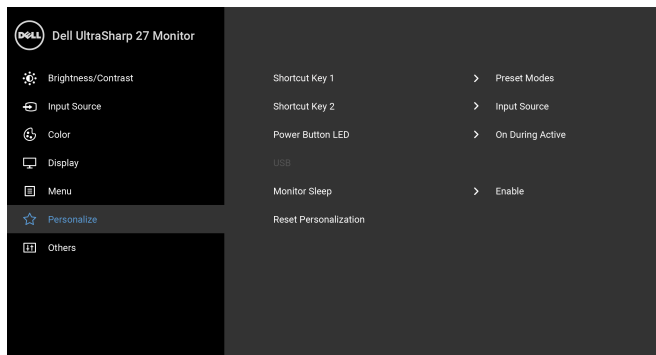 DELL Dell UltraSharp 27 Monitor
Brightness/Contrast
Input Source
Color
Display
Menu
Personalize
Others
Shortcut Key 1 Preset Modes
Shortcut Key 2 Input Source
Power Button LED On During Active
USB
Monitor Sleep Enable
Reset Personalization